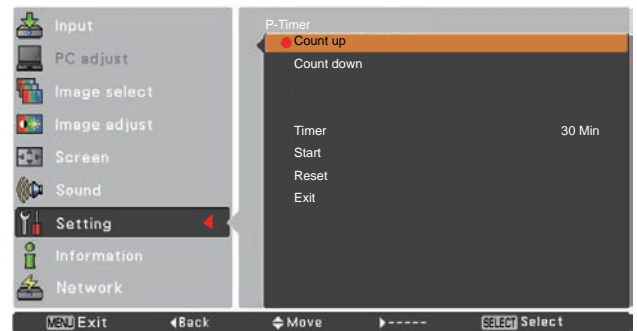 Input
PC adjust
Image select
Image adjust
Screen
Sound
Setting
Information
Network
P-Timer
Count up
Count down
Timer 30 Min
Start
Reset
Exit
MENU Exit Back Move ----- SELECT Select